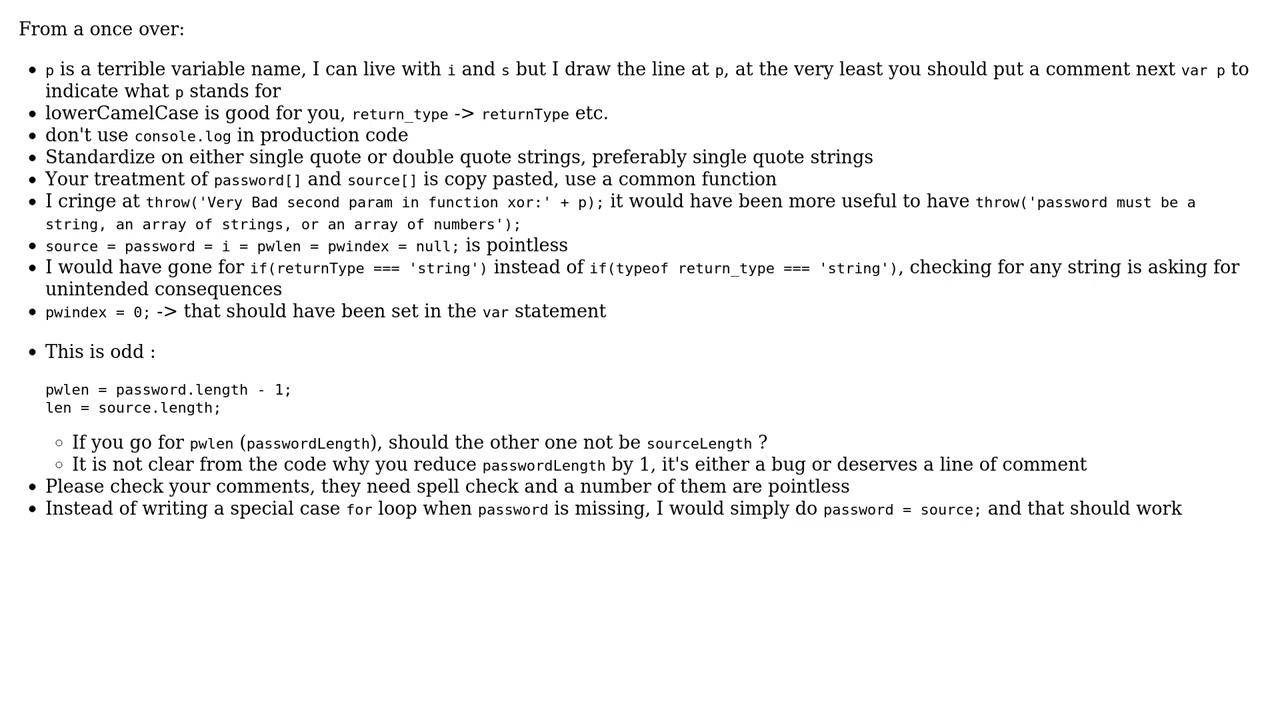 From a once over:
p is a terrible variable name, I can live with i and s but I draw the line at p, at the very least you should put a comment next var p to
indicate what p stands for
lowerCamelCase is good for you, return_type -> returnType etc.
don't use console.log in production code
Standardize on either single quote or double quote strings, preferably single quote strings
Your treatment of password[] and source[] is copy pasted, use a common function
I cringe at throw('Very Bad second param in function xor:' + p); it would have been more useful to have throw('password must be a
string, an array of strings, or an array of numbers');
source = password = i = pwlen = pwindex = null; is pointless
I would have gone for if(returnType === 'string') instead of if(typeof return_type === 'string'), checking for any string is asking for
unintended consequences
pwindex = 0; -> that should have been set in the var statement
This is odd :
pwlen = password.length - 1;
len = source.length;
If you go for pwlen (passwordLength), should the other one not be sourceLength ?
It is not clear from the code why you reduce passwordLength by 1, it's either a bug or deserves a line of comment
Please check your comments, they need spell check and a number of them are pointless
Instead of writing a special case for loop when password is missing, I would simply do password = source; and that should work